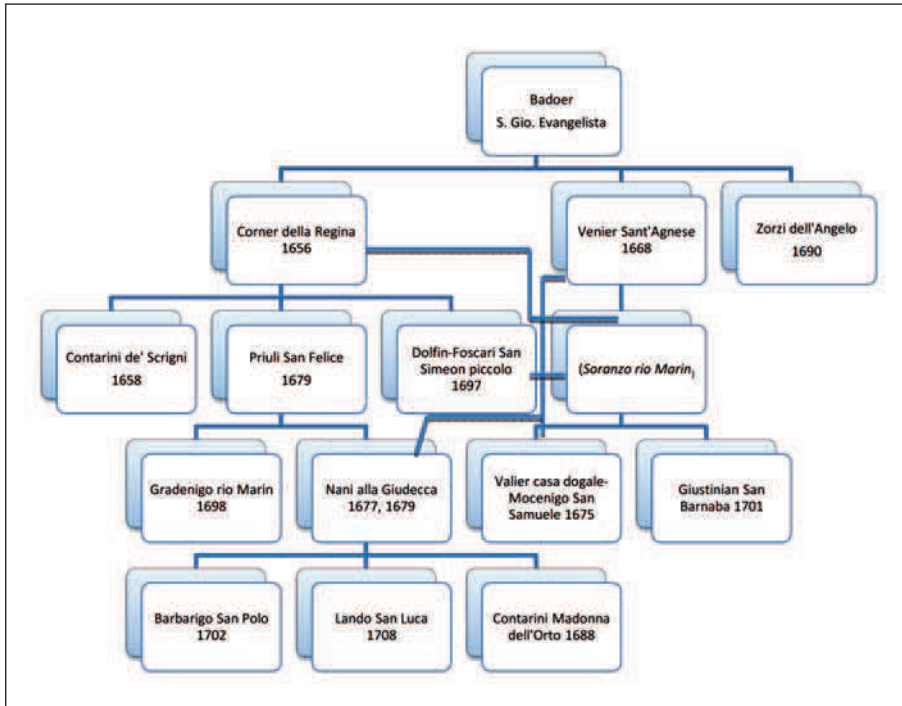 Badoer
S. Gio. Evangelista
Corner della Regina
1656
Venier Sant'Agnese
1668
Zorzi dell'Angelo
1690
Contarini de' Scrigni
1658
Priuli San Felice
1679
Dolfin-Foscari San
Simeon piccolo
1697
(Soranzo rio Marin)
Gradenigo rio Marin
1698
Nani alla Giudecca
1677, 1679
Valier casa dogale-
Mocenigo San
Samuele 1675
Giustinian San
Barnaba 1701
Barbarigo San Polo
1702
Lando San Luca
1708
Contarini Madonna
dell'Orto 1688